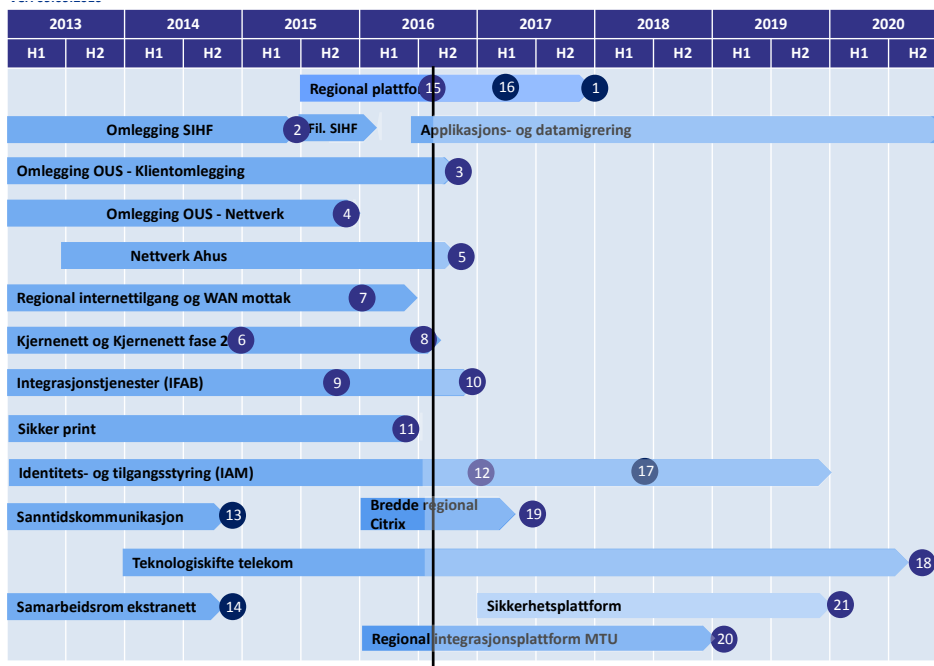 2013 2014 2015 2016 2017 2018 2019 2020
H1 H2 H1 H2 H1 H2 H1 H2 H1 H2 H1 H2 H1 H2 H1 H2
Regional plattfor 15 16 1
Omlegging SIHF 2 Fil. SIHF Applikasjons- og datamigrering
Omlegging OUS - Klientomlegging 3
Omlegging OUS - Nettverk 4
Nettverk Ahus 5
Regional internettilgang og WAN mottak 7
Kjernenett og Kjernenett fase 2 6 8
Integrasjonstjenester (IFAB) 9 10
Sikker print 11
Identitets- og tilgangsstyring (IAM) 12 17
Sanntidskommunikasjon 13 Bredde regional
Citrix 19
Teknologiskifte telekom 18
Samarbeidsrom ekstranett 14 Sikkerhetsplattform 21
Regional integrasjonsplattform MTU 20